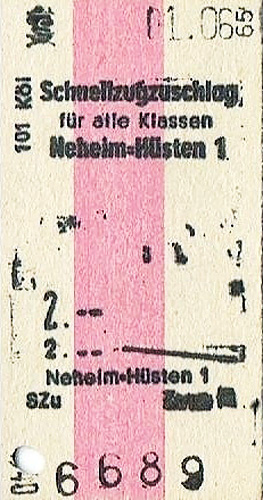 01.06 65
101 Köl
Schnellzugzuschlag
für alle Klassen
Neheim-Hüsten 1
2.--
2.--
Neheim-Hüsten 1
SZu
6689